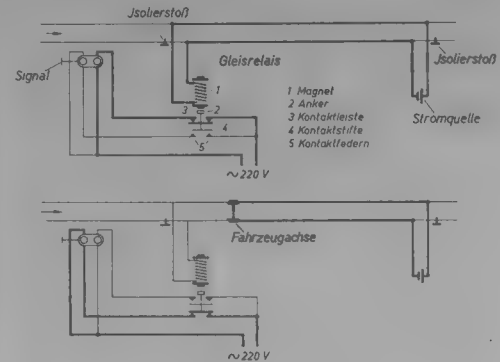 Jsolierstoß
Jsolierstoß
Gleisrelais
Signal
1
2
3
4
5
1 Magnet
2 Anker
3 Kontaktleiste
4 Kontaktstifte
5 Kontaktfedern
Stromquelle
~ 220 V
Fahrzeugachse
~ 220 V